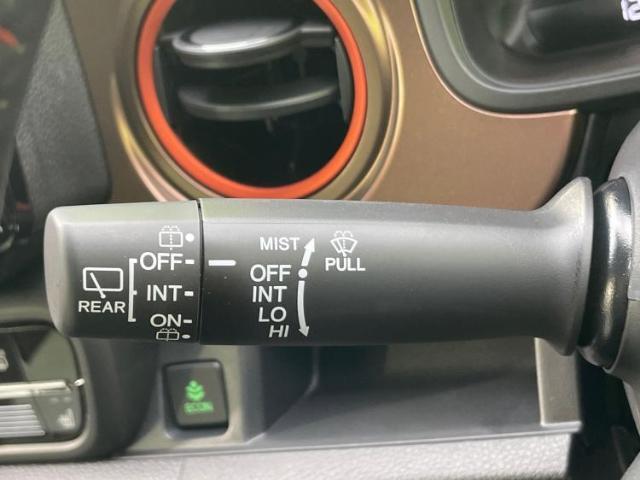 MIST
PULL
OFF
INT
LO
HI
OFF
INT
ON
REAR
ECON